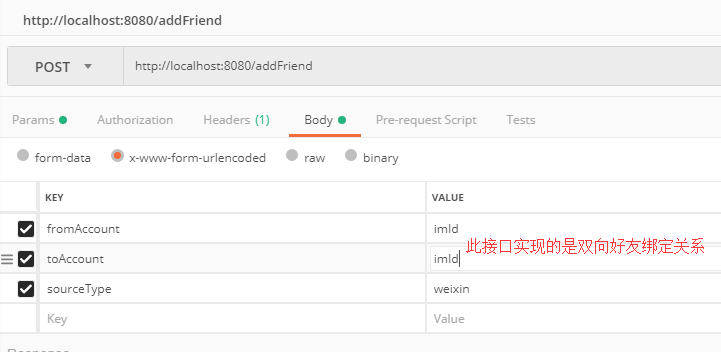 http://localhost:8080/addFriend
POST http://localhost:8080/addFriend
Params Authorization Headers (1) Body Pre-request Script Tests
form-data x-www-form-urlencoded raw binary
KEY VALUE
fromAccount imId
此接口实现的是双向好友绑定关系
toAccount imId
sourceType weixin
Key Value
Response